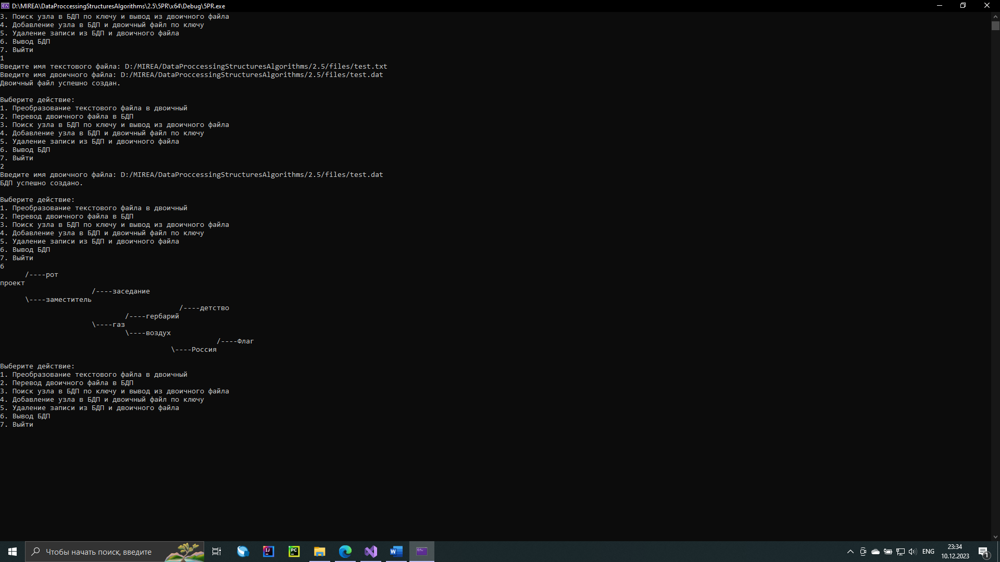 D:\MIREA\DataProccessingStructuresAlgorithms\2.5\5PR\x64\Debug\5PR.exe
3. Поиск узла в БДП по ключу и вывод из двоичного файла
4. Добавление узла в БДП и двоичный файл по ключу
5. Удаление записи из БДП и двоичного файла
6. Вывод БДП
7. Выйти
1
Введите имя текстового файла: D:/MIREA/DataProccessingStructuresAlgorithms/2.5/files/test.txt
Введите имя двоичного файла: D:/MIREA/DataProccessingStructuresAlgorithms/2.5/files/test.dat
Двоичный файл успешно создан.
Выберите действие:
1. Преобразование текстового файла в двоичный
2. Перевод двоичного файла в БДП
3. Поиск узла в БДП по ключу и вывод из двоичного файла
4. Добавление узла в БДП и двоичный файл по ключу
5. Удаление записи из БДП и двоичного файла
6. Вывод БДП
7. Выйти
2
Введите имя двоичного файла: D:/MIREA/DataProccessingStructuresAlgorithms/2.5/files/test.dat
БДП успешно создано.
Выберите действие:
1. Преобразование текстового файла в двоичный
2. Перевод двоичного файла в БДП
3. Поиск узла в БДП по ключу и вывод из двоичного файла
4. Добавление узла в БДП и двоичный файл по ключу
5. Удаление записи из БДП и двоичного файла
6. Вывод БДП
7. Выйти
6
/----рот
проект
/----заседание
\----заместитель
/----детство
/----гербарий
\----газ
\----воздух
/----Флаг
\----Россия
Выберите действие:
1. Преобразование текстового файла в двоичный
2. Перевод двоичного файла в БДП
3. Поиск узла в БДП по ключу и вывод из двоичного файла
4. Добавление узла в БДП и двоичный файл по ключу
5. Удаление записи из БДП и двоичного файла
6. Вывод БДП
7. Выйти
Чтобы начать поиск, введите
ENG
23:34
10.12.2023
1